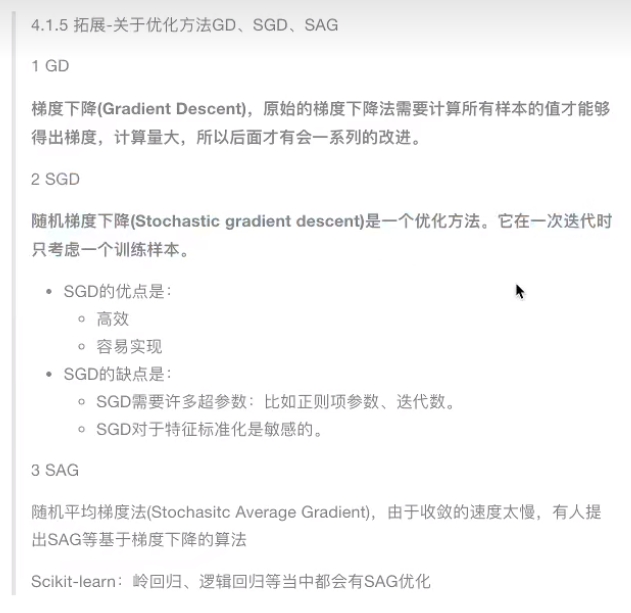 4.1.5 拓展-关于优化方法GD、SGD、SAG
1 GD
梯度下降(Gradient Descent)，原始的梯度下降法需要计算所有样本的值才能够
得出梯度，计算量大，所以后面才有会一系列的改进。
2 SGD
随机梯度下降(Stochastic gradient descent)是一个优化方法。它在一次迭代时
只考虑一个训练样本。
• SGD的优点是：
○ 高效
○ 容易实现
• SGD的缺点是：
○ SGD需要许多超参数：比如正则项参数、迭代数。
○ SGD对于特征标准化是敏感的。
3 SAG
随机平均梯度法(Stochasitc Average Gradient)，由于收敛的速度太慢，有人提
出SAG等基于梯度下降的算法
Scikit-learn：岭回归、逻辑回归等当中都会有SAG优化